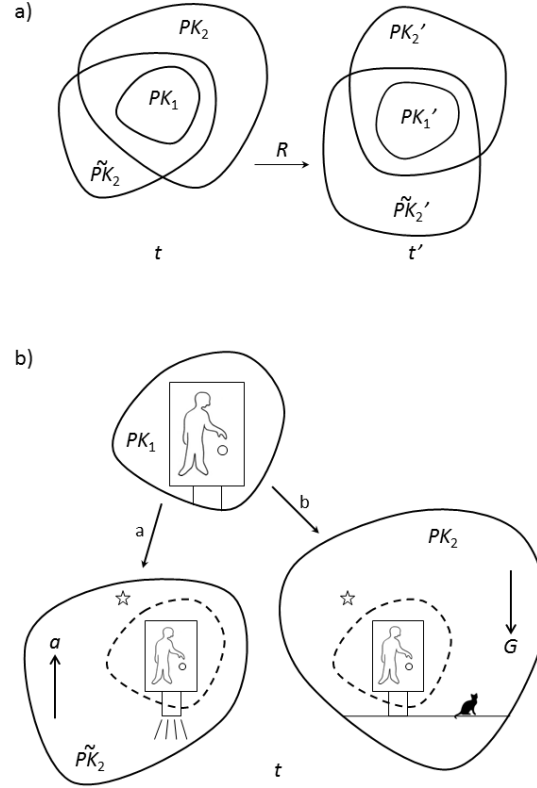 a)
PK₂
PK₁
P̃K₂
t
R
PK₂’
PK₁’
P̃K₂’
t’
b)
PK₁
a
b
a
P̃K₂
PK₂
G
t